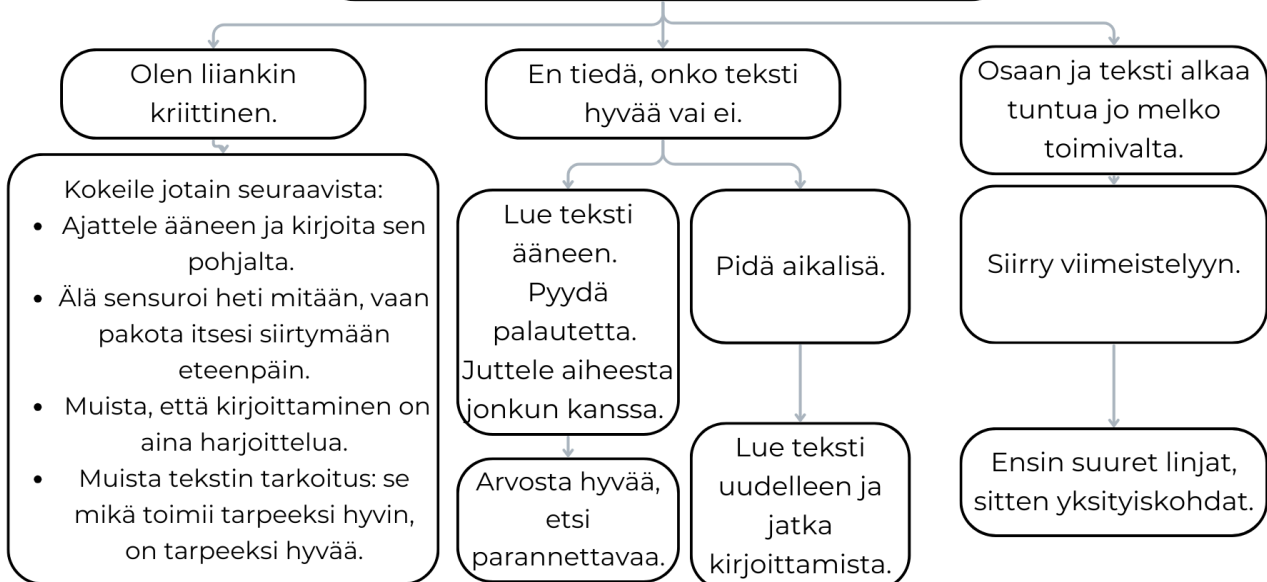 Olen liiankin
kriittinen.
En tiedä, onko teksti
hyvää vai ei.
Osaan ja teksti alkaa
tuntua jo melko
toimivalta.
Kokeile jotain seuraavista:
• Ajattele ääneen ja kirjoita sen
pohjalta.
• Älä sensuroi heti mitään, vaan
pakota itsesi siirtymään
eteenpäin.
• Muista, että kirjoittaminen on
aina harjoittelua.
• Muista tekstin tarkoitus: se
mikä toimii tarpeeksi hyvin,
on tarpeeksi hyvää.
Lue teksti
ääneen.
Pyydä
palautetta.
Juttele aiheesta
jonkun kanssa.
Arvosta hyvää,
etsi
parannettavaa.
Pidä aikalisä.
Lue teksti
uudelleen ja
jatka
kirjoittamista.
Siirry viimeistelyyn.
Ensin suuret linjat,
sitten yksityiskohdat.